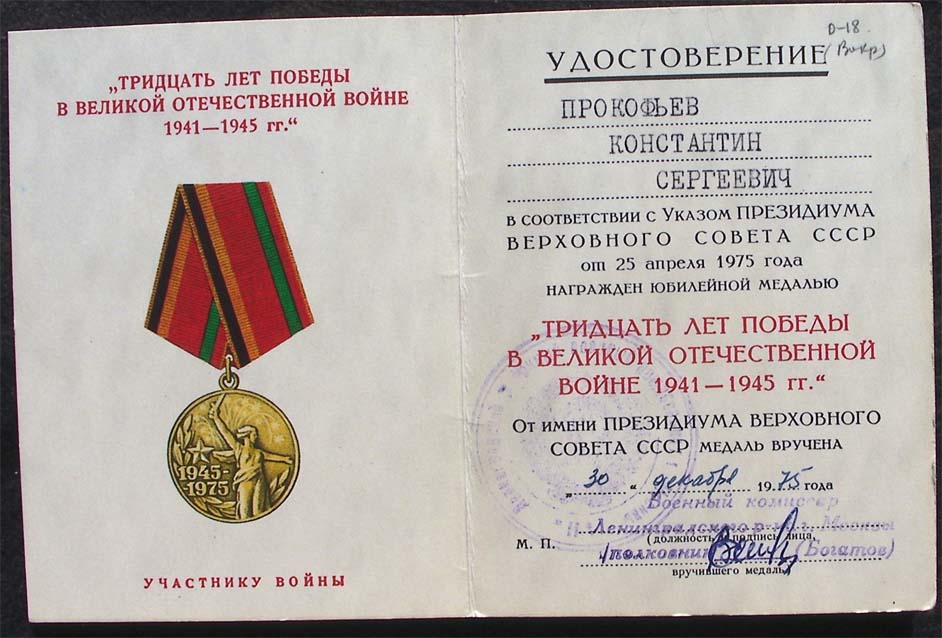 „ТРИДЦАТЬ ЛЕТ ПОБЕДЫ
В ВЕЛИКОЙ ОТЕЧЕСТВЕННОЙ ВОЙНЕ
1941—1945 гг.“
1945-
1975
УЧАСТНИКУ ВОЙНЫ
D-18
УДОСТОВЕРЕНИЕ
ПРОКОФЬЕВ
КОНСТАНТИН
СЕРГЕЕВИЧ
В СООТВЕТСТВИИ С УКАЗОМ ПРЕЗИДИУМА
ВЕРХОВНОГО СОВЕТА СССР
от 25 апреля 1975 года
НАГРАЖДЕН ЮБИЛЕЙНОЙ МЕДАЛЬЮ
„ТРИДЦАТЬ ЛЕТ ПОБЕДЫ
В ВЕЛИКОЙ ОТЕЧЕСТВЕННОЙ
ВОЙНЕ 1941—1945 гг.“
От имени ПРЕЗИДИУМА ВЕРХОВНОГО
СОВЕТА СССР МЕДАЛЬ ВРУЧЕНА
„30“ декабря 1975 года
Военный комиссар
Ленинградского р-на г. Москвы
М. П. (должность, подпись лица,
полковник (Богатов)
вручившего медаль)